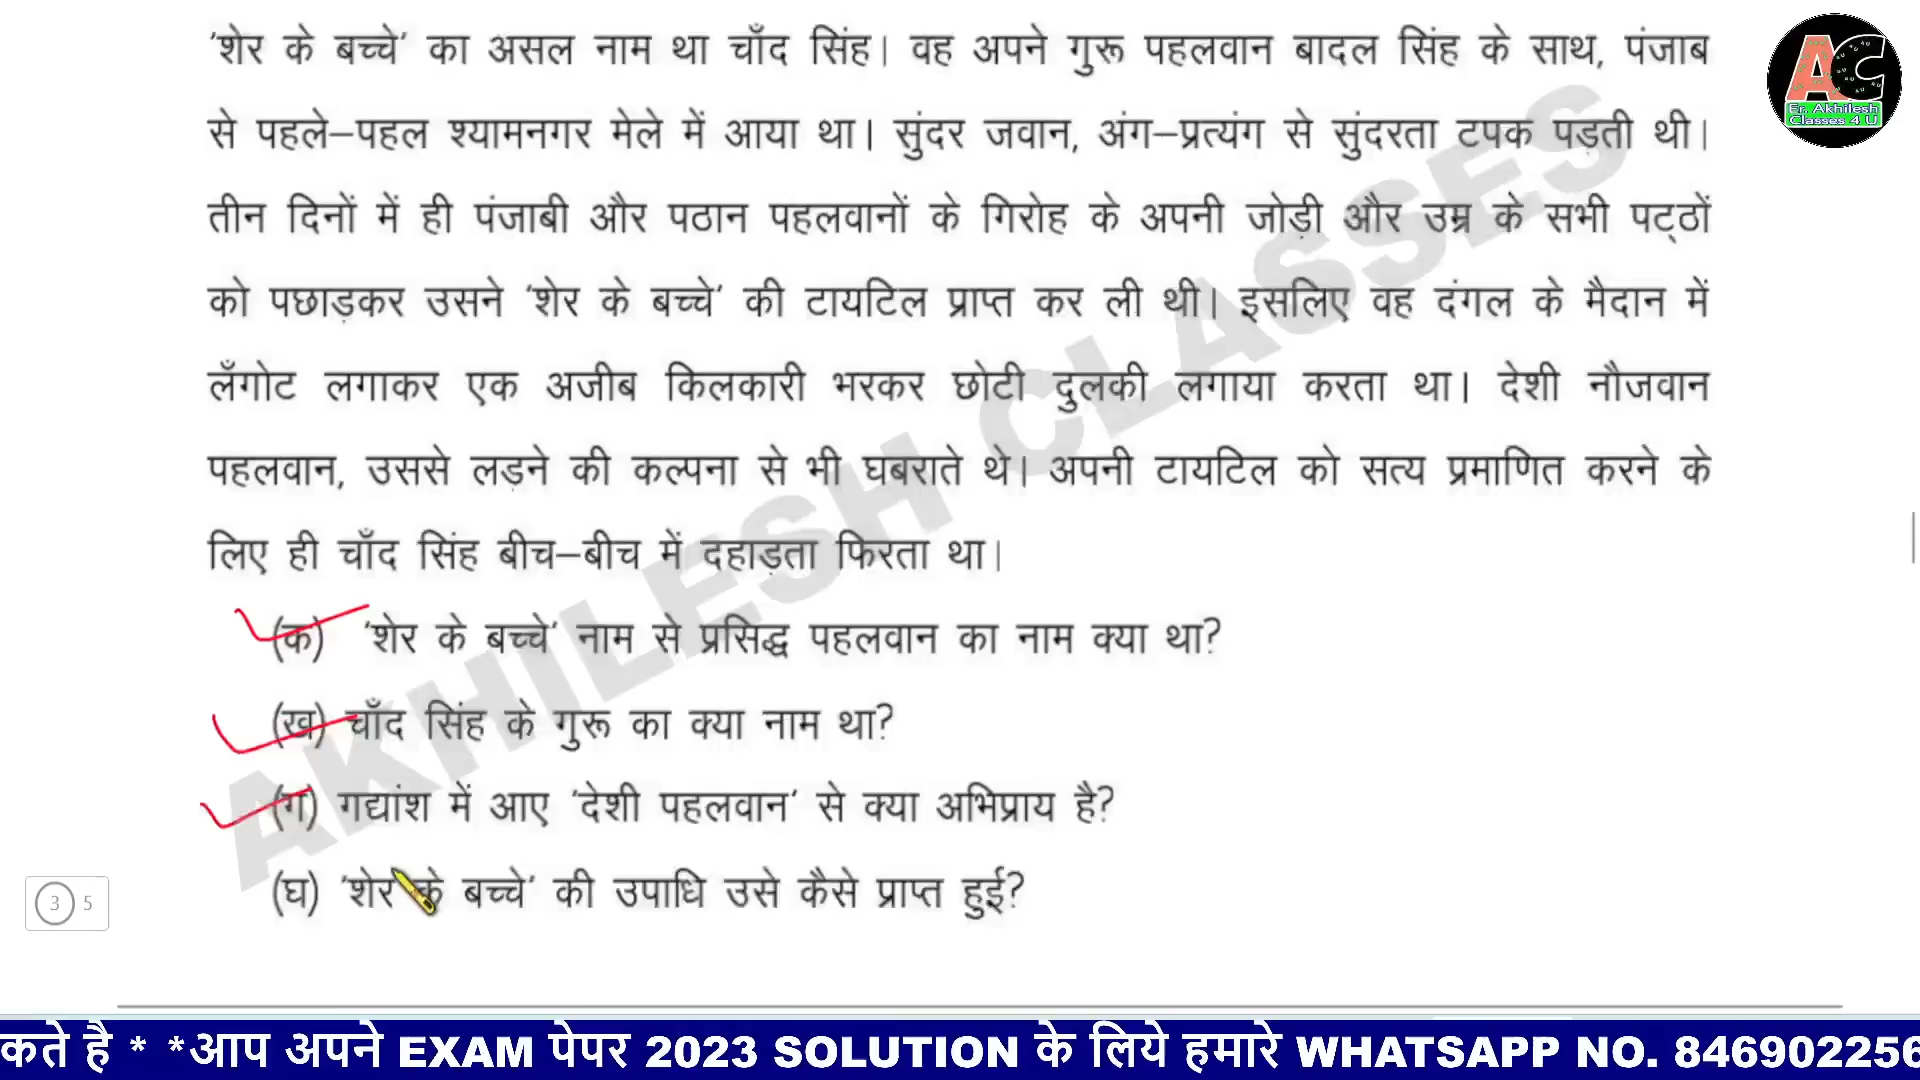 'शेर के बच्चे' का असल नाम था चाँद सिंह। वह अपने गुरू पहलवान बादल सिंह के साथ, पंजाब
से पहले–पहल श्यामनगर मेले में आया था। सुंदर जवान, अंग–प्रत्यंग से सुंदरता टपक पड़ती थी।
तीन दिनों में ही पंजाबी और पठान पहलवानों के गिरोह के अपनी जोड़ी और उम्र के सभी पट्ठों
को पछाड़कर उसने 'शेर के बच्चे' की टायटिल प्राप्त कर ली थी। इसलिए वह दंगल के मैदान में
लँगोट लगाकर एक अजीब किलकारी भरकर छोटी दुलकी लगाया करता था। देशी नौजवान
पहलवान, उससे लड़ने की कल्पना से भी घबराते थे। अपनी टायटिल को सत्य प्रमाणित करने के
लिए ही चाँद सिंह बीच–बीच में दहाड़ता फिरता था।
(क) 'शेर के बच्चे' नाम से प्रसिद्ध पहलवान का नाम क्या था?
(ख) चाँद सिंह के गुरू का क्या नाम था?
(ग) गद्यांश में आए 'देशी पहलवान' से क्या अभिप्राय है?
(घ) 'शेर के बच्चे' की उपाधि उसे कैसे प्राप्त हुई?
AKHILESH CLASSES
AC
Er. Akhilesh
Classes 4 U
3 5
कते है * *आप अपने EXAM पेपर 2023 SOLUTION के लिये हमारे WHATSAPP NO. 846902256